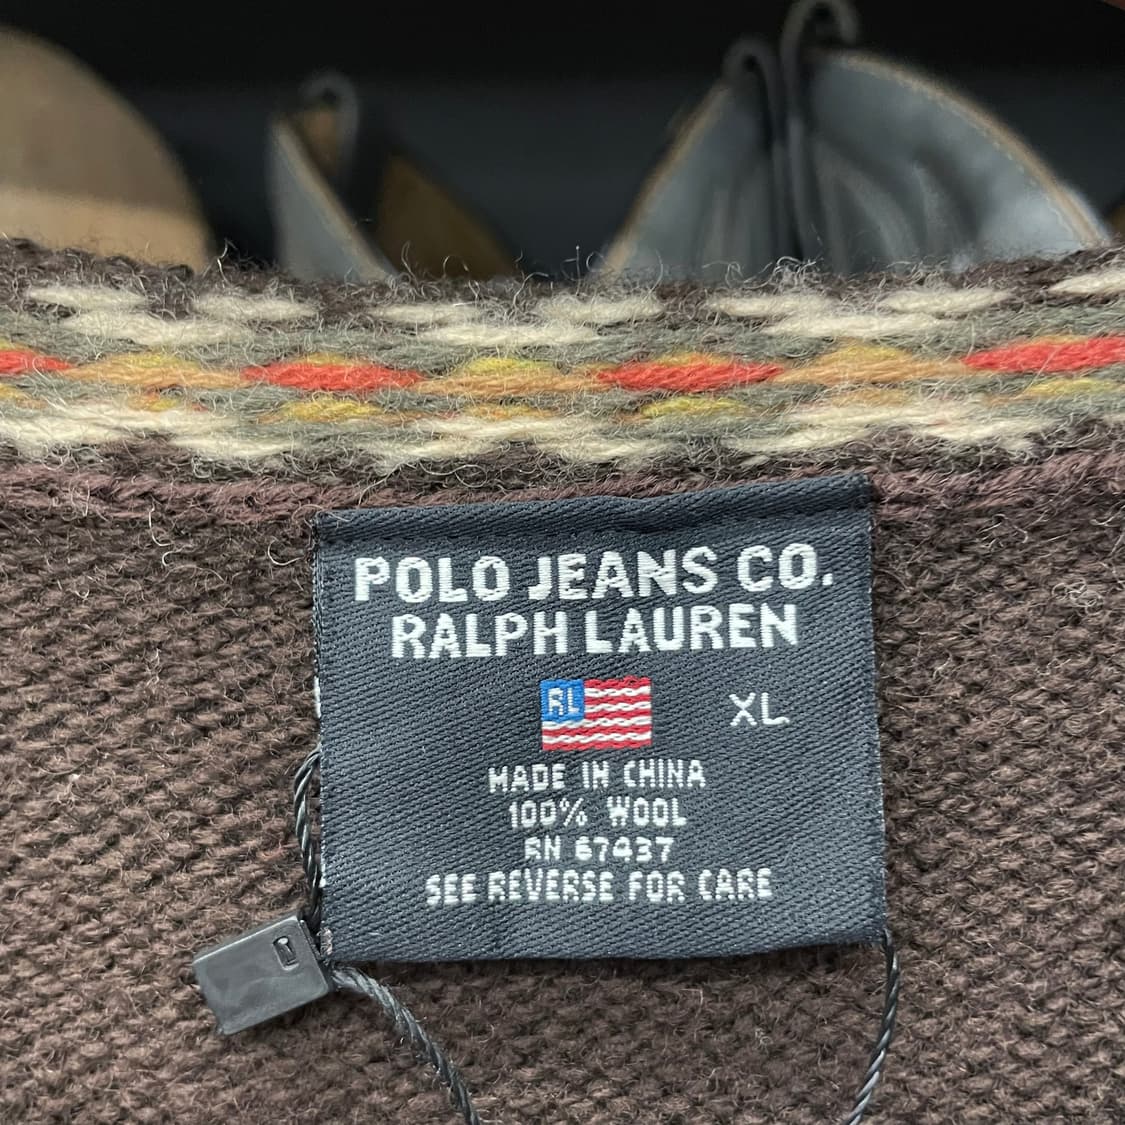 POLO JEANS CO.
RALPH LAUREN
RL
XL
MADE IN CHINA
100% WOOL
RN 67437
SEE REVERSE FOR CARE